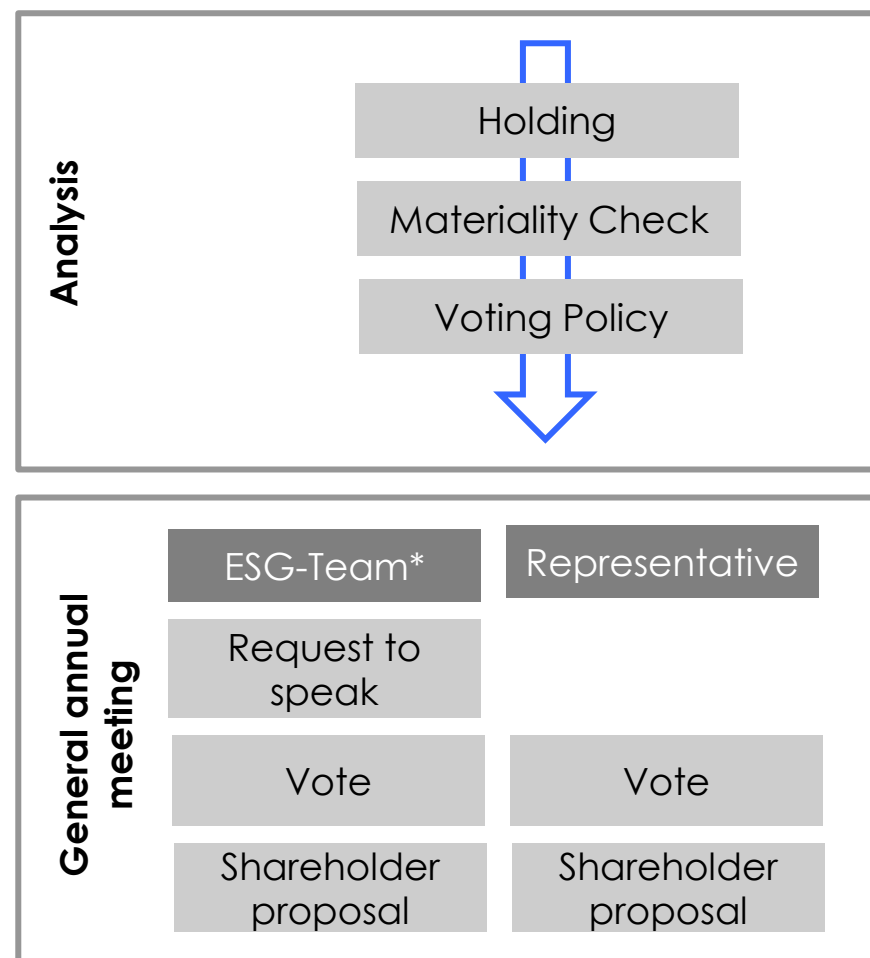 Analysis
Holding
Materiality Check
Voting Policy
General annual
meeting
ESG-Team*
Representative
Request to
speak
Vote
Vote
Shareholder
proposal
Shareholder
proposal